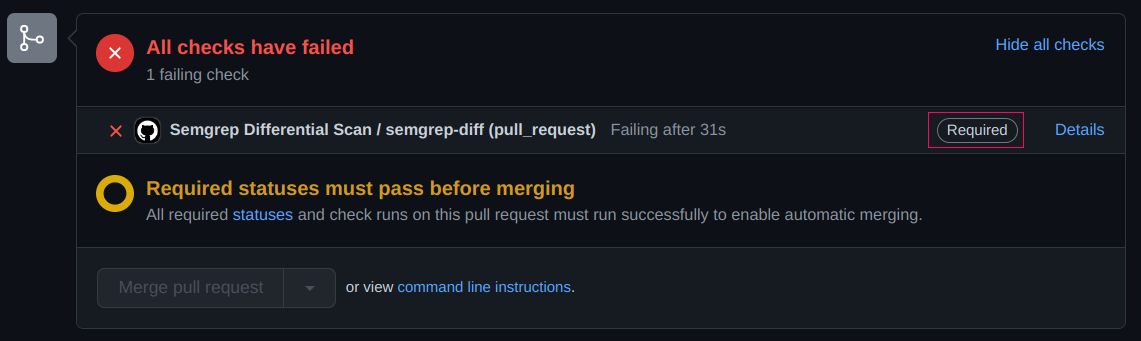 All checks have failed
Hide all checks
1 failing check
Semgrep Differential Scan / semgrep-diff (pull_request) Failing after 31s Required Details
Required statuses must pass before merging
All required statuses and check runs on this pull request must run successfully to enable automatic merging.
Merge pull request or view command line instructions.